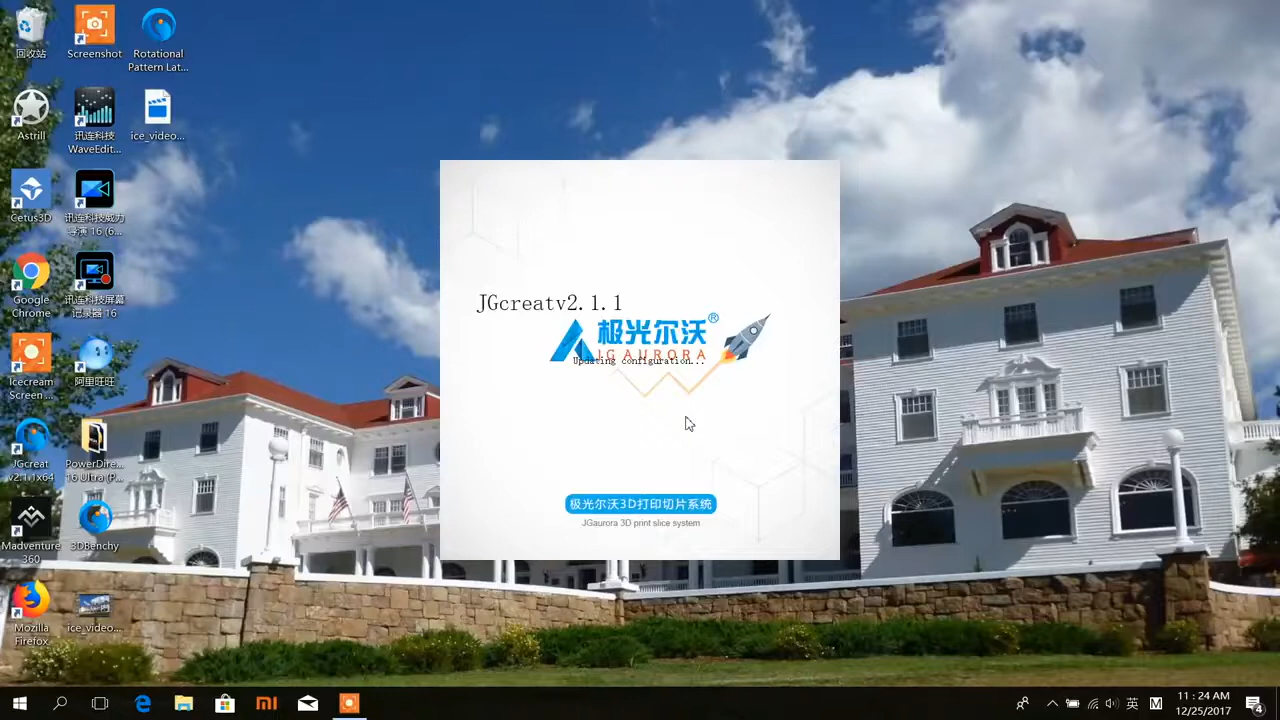 回收站
Screenshot
Rotational
Pattern Lat...
Astrill
讯连科技
WaveEdit...
ice_video...
Cetus3D
讯连科技威力
导演 16 (6...
Google
Chrome
讯连科技屏幕
记录器 16
Icecream
Screen ...
阿里旺旺
JGcreat
v2.1.1x64
PowerDire...
16 Ultra (P...
Madventure
360
3DBenchy
Mozilla
Firefox
ice_video...
JGcreatv2.1.1
极光尔沃®
JGAURORA
Updating configuration...
极光尔沃3D打印切片系统
JGaurora 3D print slice system
mi
英
M
11:24 AM
12/25/2017
4